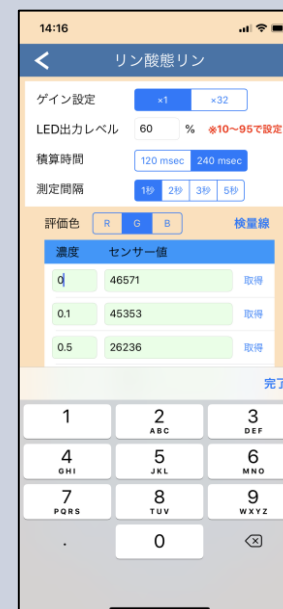 14:16
リン酸態リン
ゲイン設定 ×1 ×32
LED出力レベル 60 % ※10~95で設定
積算時間 120 msec 240 msec
測定間隔 1秒 2秒 3秒 5秒
評価色 R G B 検量線
濃度 センサー値
0 46571 取得
0.1 45353 取得
0.5 26236 取得
完了
1 2 3
ABC DEF
4 5 6
GHI JKL MNO
7 8 9
PQRS TUV WXYZ
. 0